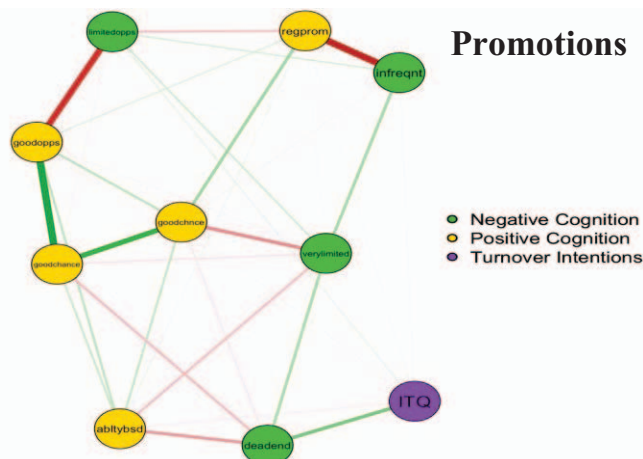 limitedopps
regprom
Promotions
infreqnt
goodopps
goodchnce
Negative Cognition
Positive Cognition
Turnover Intentions
goodchance
verylimited
ITQ
abltybsd
deadend